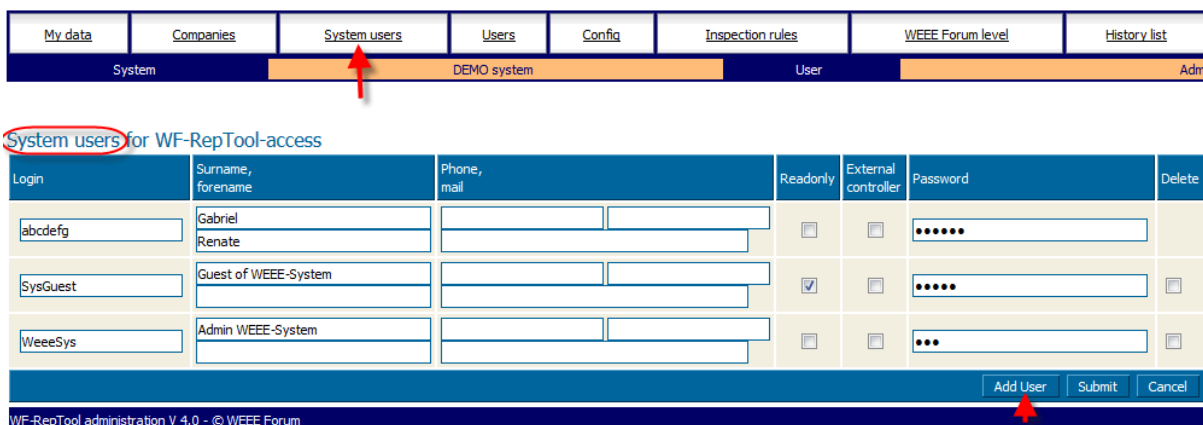 My data Companies System users Users Config Inspection rules WEEE Forum level History list
System DEMO system User Adm
System users for WF-RepTool-access
Login Surname, forename Phone, mail Readonly External controller Password Delete
abcdefg Gabriel ••••••
Renate
SysGuest Guest of WEEE-System •••••
WeeeSys Admin WEEE-System •••
Add User Submit Cancel
WF-RepTool administration V 4.0 - © WEEE Forum